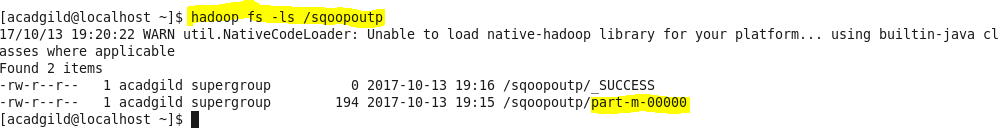 [acadgild@localhost ~]$ hadoop fs -ls /sqoopoutp
17/10/13 19:20:22 WARN util.NativeCodeLoader: Unable to load native-hadoop library for your platform... using builtin-java cl
asses where applicable
Found 2 items
-rw-r--r--   1 acadgild supergroup          0 2017-10-13 19:16 /sqoopoutp/_SUCCESS
-rw-r--r--   1 acadgild supergroup        194 2017-10-13 19:15 /sqoopoutp/part-m-00000
[acadgild@localhost ~]$